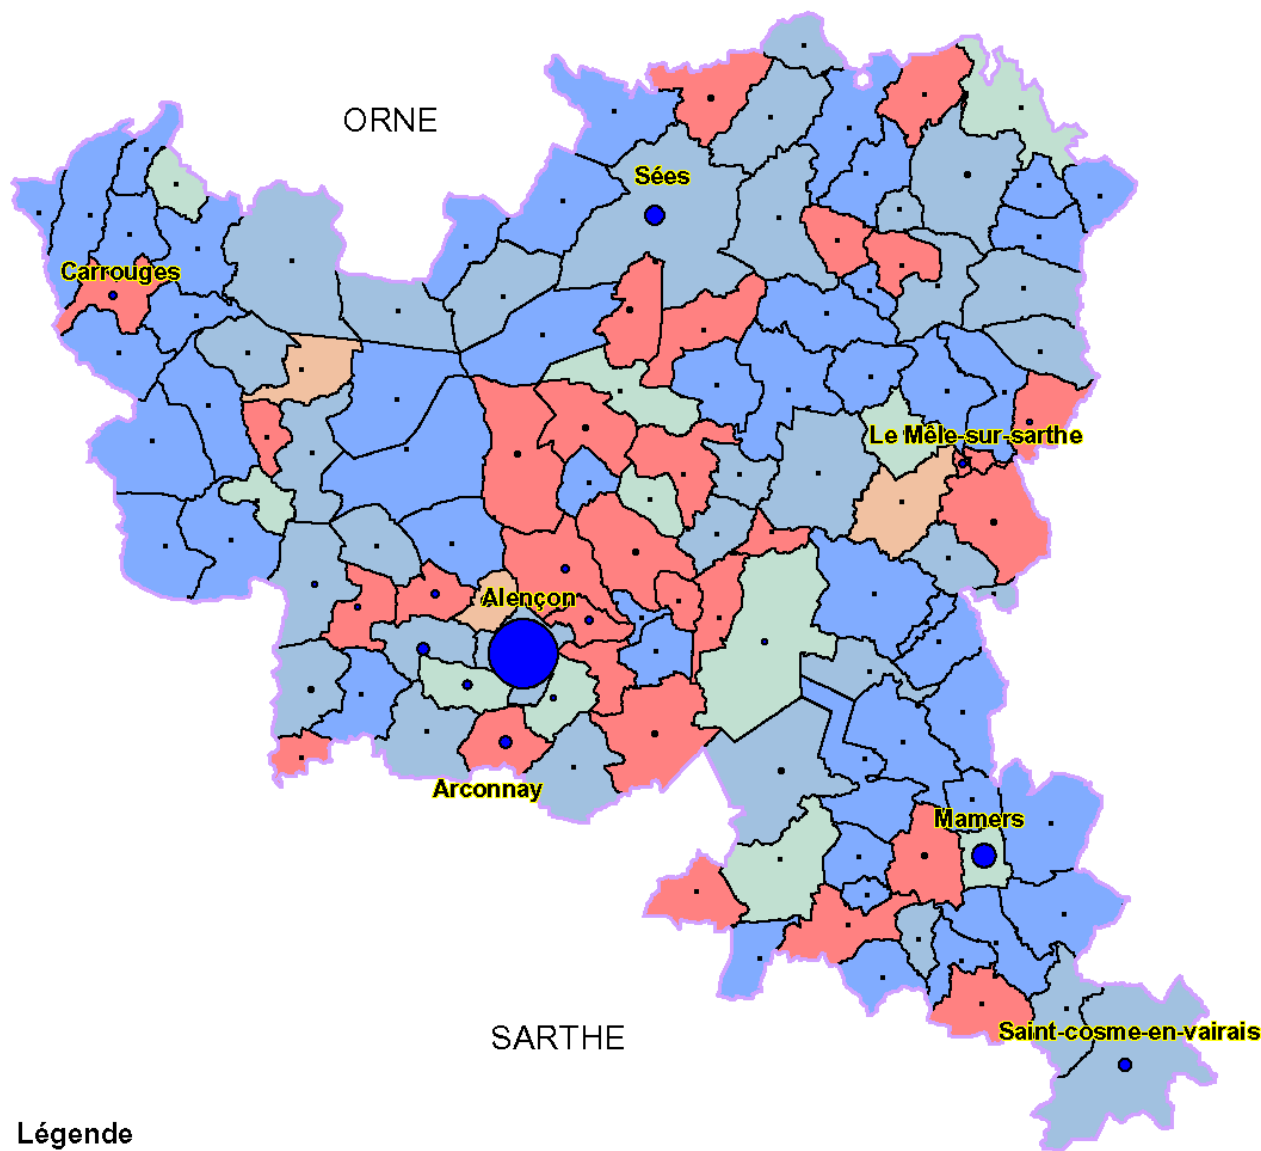 ORNE
Sées
Carrouges
Le Mêle-sur-sarthe
Alençon
Arconnay
Mamers
Saint-cosme-en-vairais
SARTHE
Légende